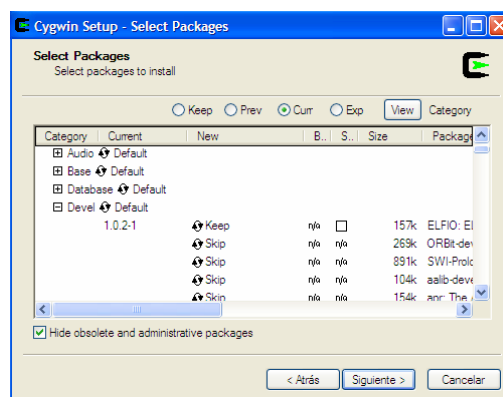 Cygwin Setup - Select Packages
Select Packages
Select packages to install
Keep Prev Curr Exp View Category
Category Current New B.. S.. Size Package
Audio Default
Base Default
Database Default
Devel Default
1.0.2-1 Keep n/a 157k ELFIO: El
Skip n/a n/a 269k ORBit-dev
Skip n/a n/a 891k SWI-Prolo
Skip n/a n/a 104k aalib-deve
Skip n/a n/a 154k apr: The
Hide obsolete and administrative packages
< Atrás Siguiente > Cancelar